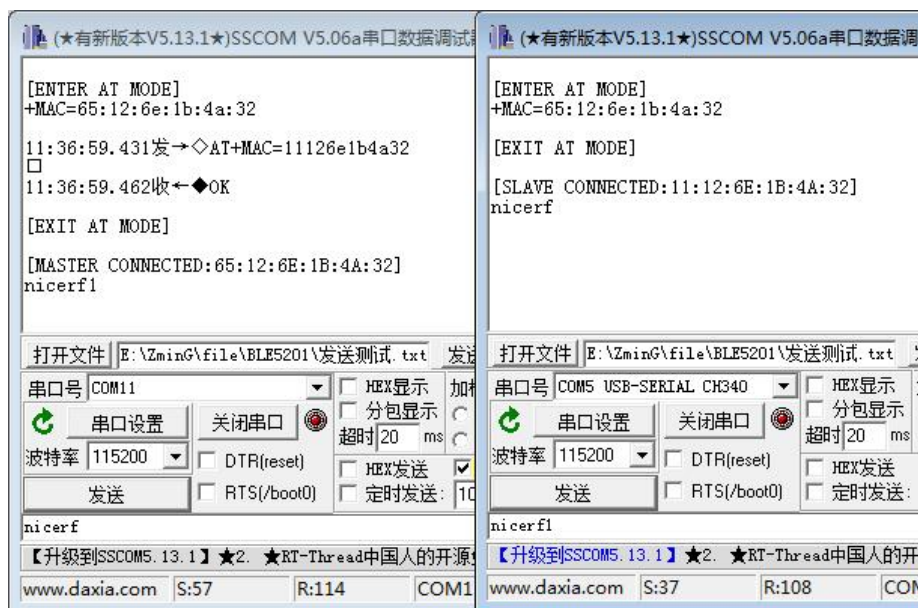 (★有新版本V5.13.1★)SSCOM V5.06a串口数据调试
[ENTER AT MODE]
+MAC=65:12:6e:1b:4a:32
11:36:59.431发→◇AT+MAC=11126e1b4a32
□
11:36:59.462收←◆OK
[EXIT AT MODE]
[MASTER CONNECTED:65:12:6E:1B:4A:32]
nicerf1
打开文件 E:\ZminG\file\BLE5201\发送测试.txt 发送
串口号 COM11 HEX显示
串口设置 关闭串口 分包显示
超时 20 ms
波特率 115200 DTR(reset) HEX发送
发送 RTS(/boot0) 定时发送: 10
nicerf
【升级到SSCOM5.13.1】★2. ★RT-Thread中国人的开源
www.daxia.com S:57 R:114 COM1
(★有新版本V5.13.1★)SSCOM V5.06a串口数据调
[ENTER AT MODE]
+MAC=65:12:6e:1b:4a:32
[EXIT AT MODE]
[SLAVE CONNECTED:11:12:6E:1B:4A:32]
nicerf
打开文件 E:\ZminG\file\BLE5201\发送测试.txt
串口号 COM5 USB-SERIAL CH340 HEX显示
串口设置 关闭串口 分包显示
超时 20 ms
波特率 115200 DTR(reset) HEX发送
发送 RTS(/boot0) 定时发送:
nicerf1
【升级到SSCOM5.13.1】★2. ★RT-Thread中国人的开
www.daxia.com S:37 R:108 COM